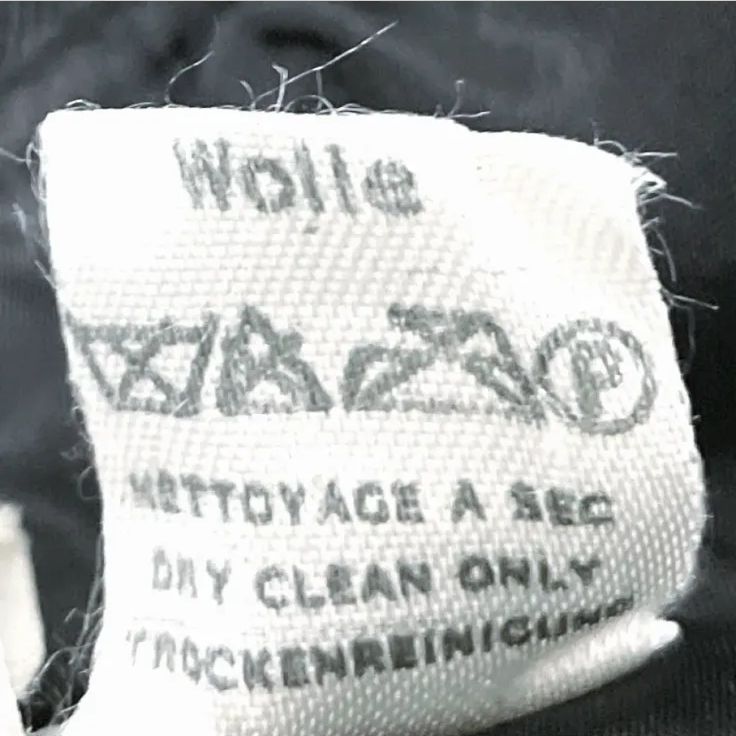 Wolle
NETTOYAGE A SEC
DRY CLEAN ONLY
TROCKENREINIGUNG